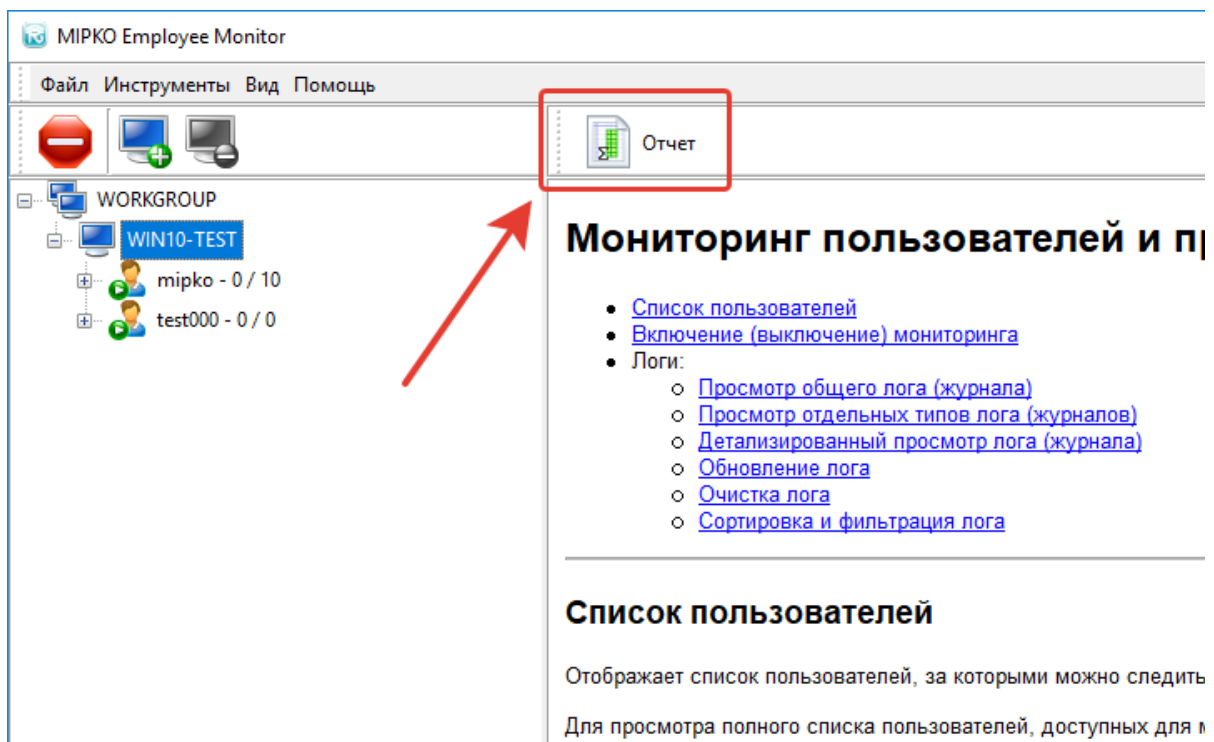 MIPKO Employee Monitor
Файл Инструменты Вид Помощь
Отчет
WORKGROUP
WIN10-TEST
mipko - 0 / 10
test000 - 0 / 0
Мониторинг пользователей и
Список пользователей
Включение (выключение) мониторинга
Логи:
Просмотр общего лога (журнала)
Просмотр отдельных типов лога (журналов)
Детализированный просмотр лога (журнала)
Обновление лога
Очистка лога
Сортировка и фильтрация лога
Список пользователей
Отображает список пользователей, за которыми можно следить
Для просмотра полного списка пользователей, доступных для